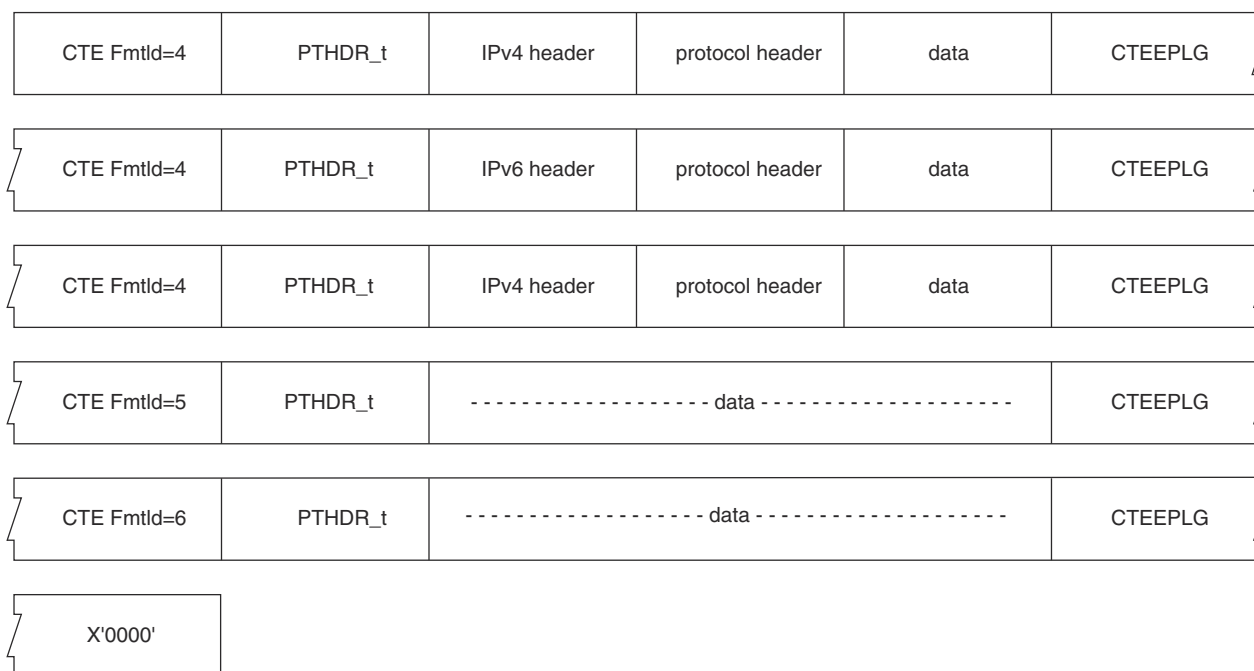 CTE FmtId=4 PTHDR_t IPv4 header protocol header data CTEEPLG
CTE FmtId=4 PTHDR_t IPv6 header protocol header data CTEEPLG
CTE FmtId=4 PTHDR_t IPv4 header protocol header data CTEEPLG
CTE FmtId=5 PTHDR_t - - - - - - - - - - - - - - - - - - - data - - - - - - - - - - - - - - - - - - - - CTEEPLG
CTE FmtId=6 PTHDR_t - - - - - - - - - - - - - - - - - - - data - - - - - - - - - - - - - - - - - - - - CTEEPLG
X'0000'